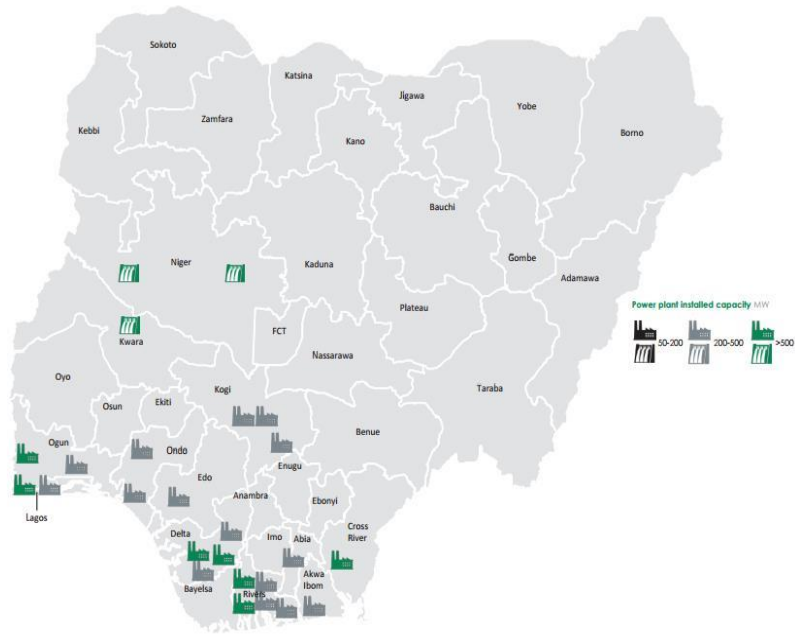 Sokoto
Katsina
Jigawa
Yobe
Zamfara
Kebbi
Kano
Borno
Bauchi
Niger
Kaduna
Gombe
Adamawa
Plateau
Power plant installed capacity MW
50-200 200-500 >500
FCT
Kwara
Nassarawa
Oyo
Kogi
Taraba
Osun
Ekiti
Ogun
Ondo
Benue
Enugu
Edo
Anambra
Ebonyi
Lagos
Cross
River
Delta
Imo
Abia
Akwa
Ibom
Bayelsa
Rivers